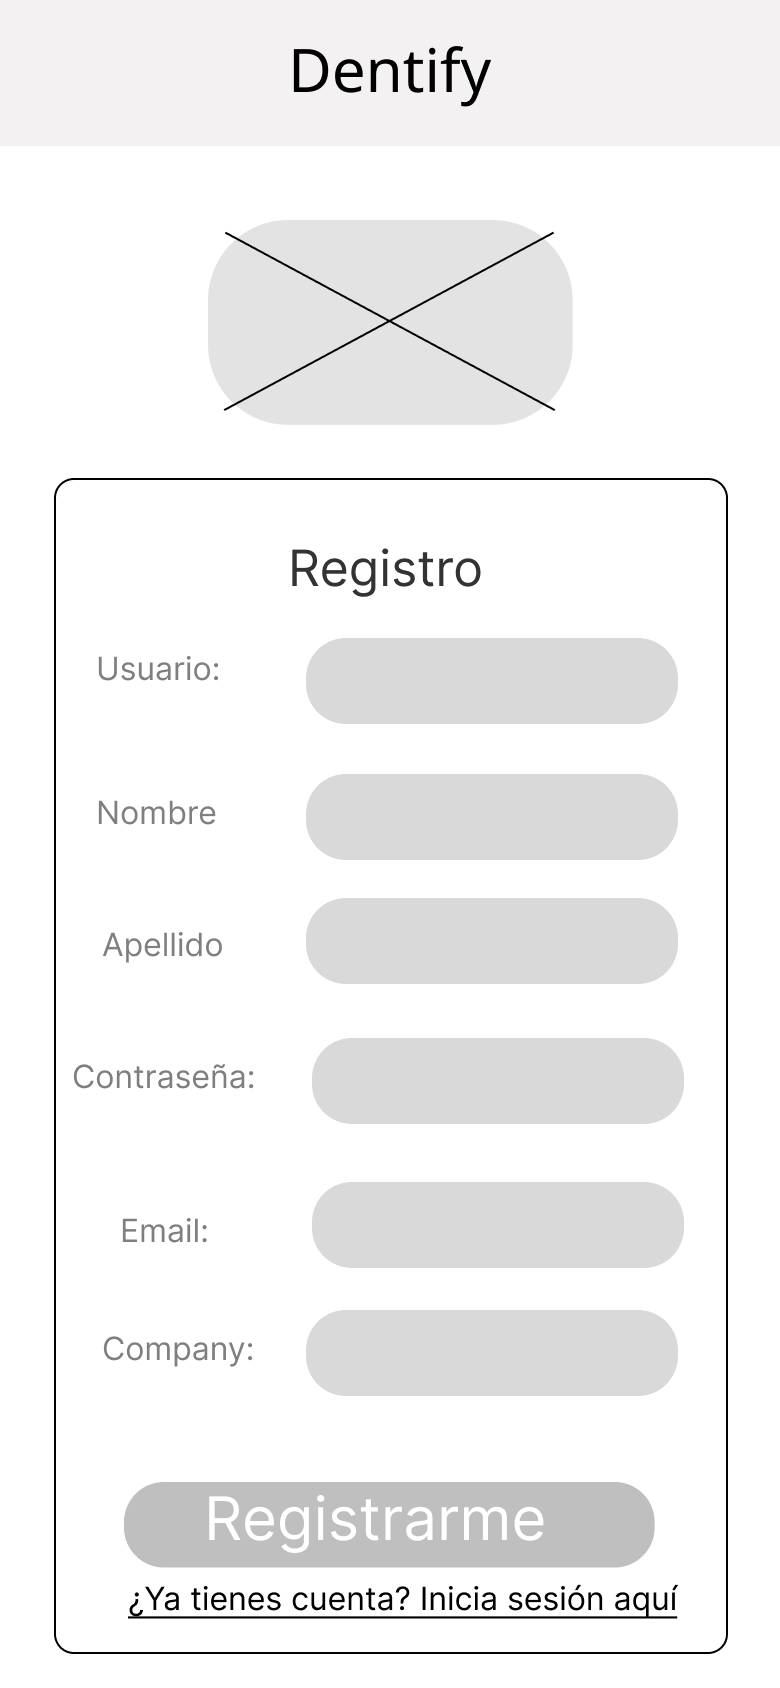 Dentify
Registro
Usuario:
Nombre
Apellido
Contraseña:
Email:
Company:
Registrarme
¿Ya tienes cuenta? Inicia sesión aquí